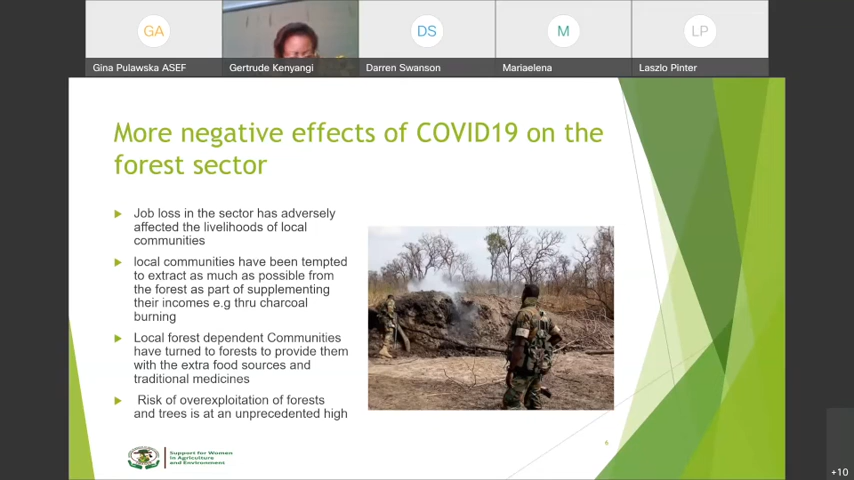 GA
DS
M
LP
Gina Pulawska ASEF
Gertrude Kenyangi
Darren Swanson
Mariaelena
Laszlo Pinter
More negative effects of COVID19 on the
forest sector
Job loss in the sector has adversely
affected the livelihoods of local
communities
local communities have been tempted
to extract as much as possible from
the forest as part of supplementing
their incomes e.g thru charcoal
burning
Local forest dependent Communities
have turned to forests to provide them
with the extra food sources and
traditional medicines
Risk of overexploitation of forests
and trees is at an unprecedented high
Support for Women
in Agriculture
and Environment
6
+10